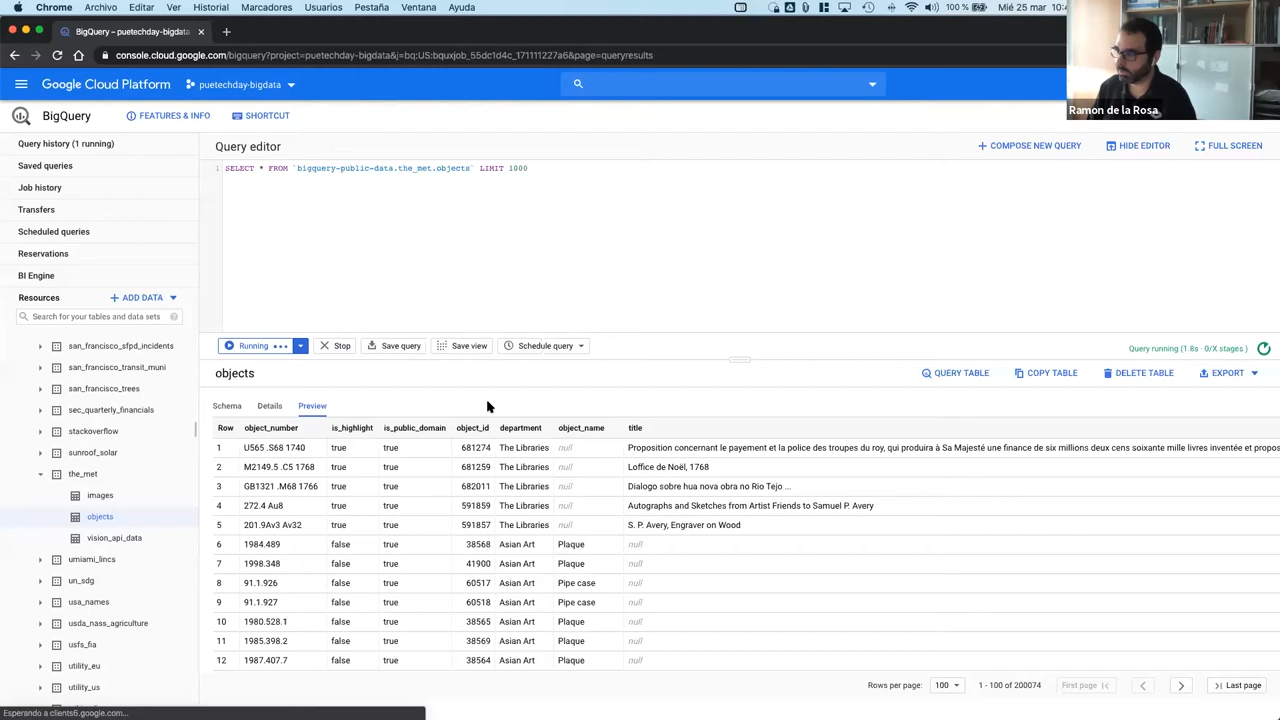 Chrome Archivo Editar Ver Historial Marcadores Usuarios Pestaña Ventana Ayuda 100 % Mié 25 mar 10:4
BigQuery – puetechday-bigdata
console.cloud.google.com/bigquery?project=puetechday-bigdata&j=bq:US:bquxjob_55dc1d4c_171111227a6&page=queryresults
Google Cloud Platform puetechday-bigdata
Ramon de la Rosa
BigQuery FEATURES & INFO SHORTCUT
Query history (1 running)
Saved queries
Job history
Transfers
Scheduled queries
Reservations
BI Engine
Resources ADD DATA
Search for your tables and data sets
san_francisco_sfpd_incidents
san_francisco_transit_muni
san_francisco_trees
sec_quarterly_financials
stackoverflow
sunroof_solar
the_met
images
objects
vision_api_data
umiami_lincs
un_sdg
usa_names
usda_nass_agriculture
usfs_fia
utility_eu
utility_us
Query editor COMPOSE NEW QUERY HIDE EDITOR FULL SCREEN
1 SELECT * FROM `bigquery-public-data.the_met.objects` LIMIT 1000
Running Stop Save query Save view Schedule query Query running (1.8s - 0/X stages )
objects QUERY TABLE COPY TABLE DELETE TABLE EXPORT
Schema Details Preview
Row object_number is_highlight is_public_domain object_id department object_name title
1 U565 .S68 1740 true true 681274 The Libraries null Proposition concernant le payement et la police des troupes du roy, qui produira à Sa Majesté une finance de six millions deux cens soixante mille livres inventée et propos
2 M2149.5 .C5 1768 true true 681259 The Libraries null Loffice de Noël, 1768
3 GB1321 .M68 1766 true true 682011 The Libraries null Dialogo sobre hua nova obra no Rio Tejo ...
4 272.4 Au8 true true 591859 The Libraries null Autographs and Sketches from Artist Friends to Samuel P. Avery
5 201.9Av3 Av32 true true 591857 The Libraries null S. P. Avery, Engraver on Wood
6 1984.489 false true 38568 Asian Art Plaque null
7 1998.348 false true 41900 Asian Art Plaque null
8 91.1.926 false true 60517 Asian Art Pipe case null
9 91.1.927 false true 60518 Asian Art Pipe case null
10 1980.528.1 false true 38565 Asian Art Plaque null
11 1985.398.2 false true 38569 Asian Art Plaque null
12 1987.407.7 false true 38564 Asian Art Plaque null
Rows per page: 100 1 - 100 of 200074 First page Last page
Esperando a clients6.google.com...